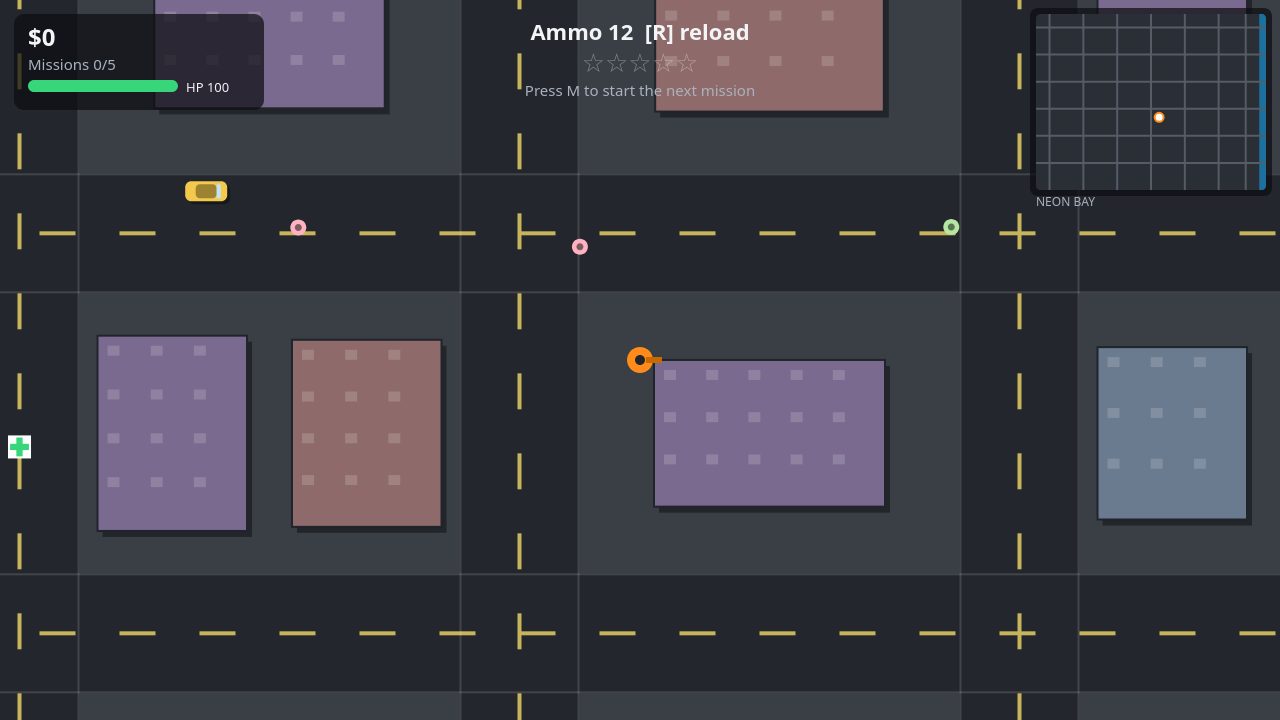 $0
Missions 0/5
HP 100
Ammo 12 [R] reload
☆☆☆☆☆
Press M to start the next mission
NEON BAY